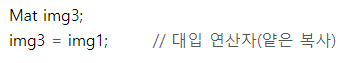 Mat img3;
img3 = img1; // 대입 연산자(얕은 복사)